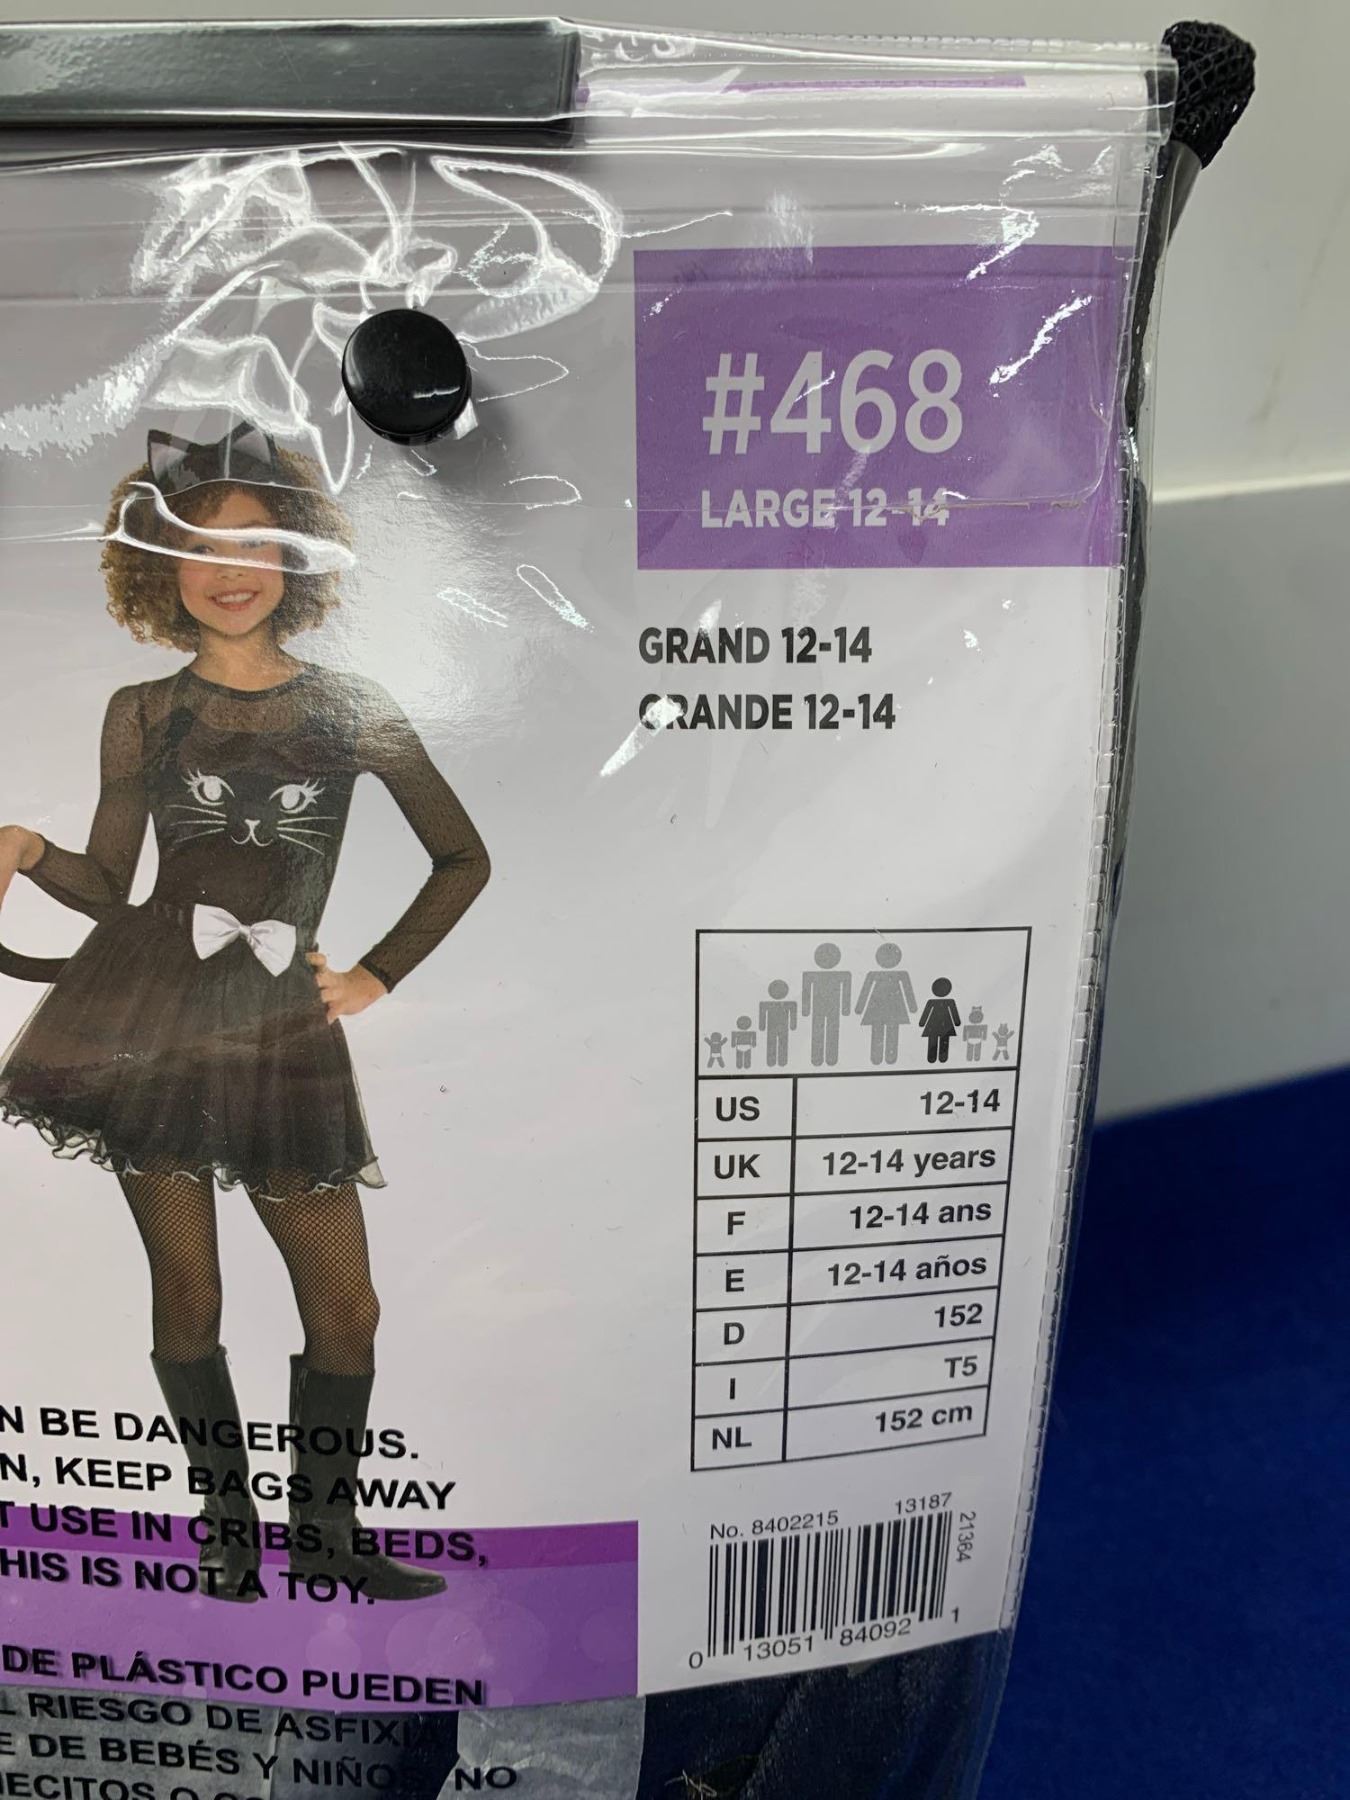 #468
LARGE 12-14
GRAND 12-14
GRANDE 12-14
US 12-14
UK 12-14 years
F 12-14 ans
E 12-14 años
D 152
I T5
NL 152 cm
No. 8402215 13187
21364
0 13051 84092 1
N BE DANGEROUS.
N, KEEP BAGS AWAY
T USE IN CRIBS, BEDS,
HIS IS NOT A TOY.
DE PLÁSTICO PUEDEN
L RIESGO DE ASFIXI
E DE BEBÉS Y NIÑOS, NO